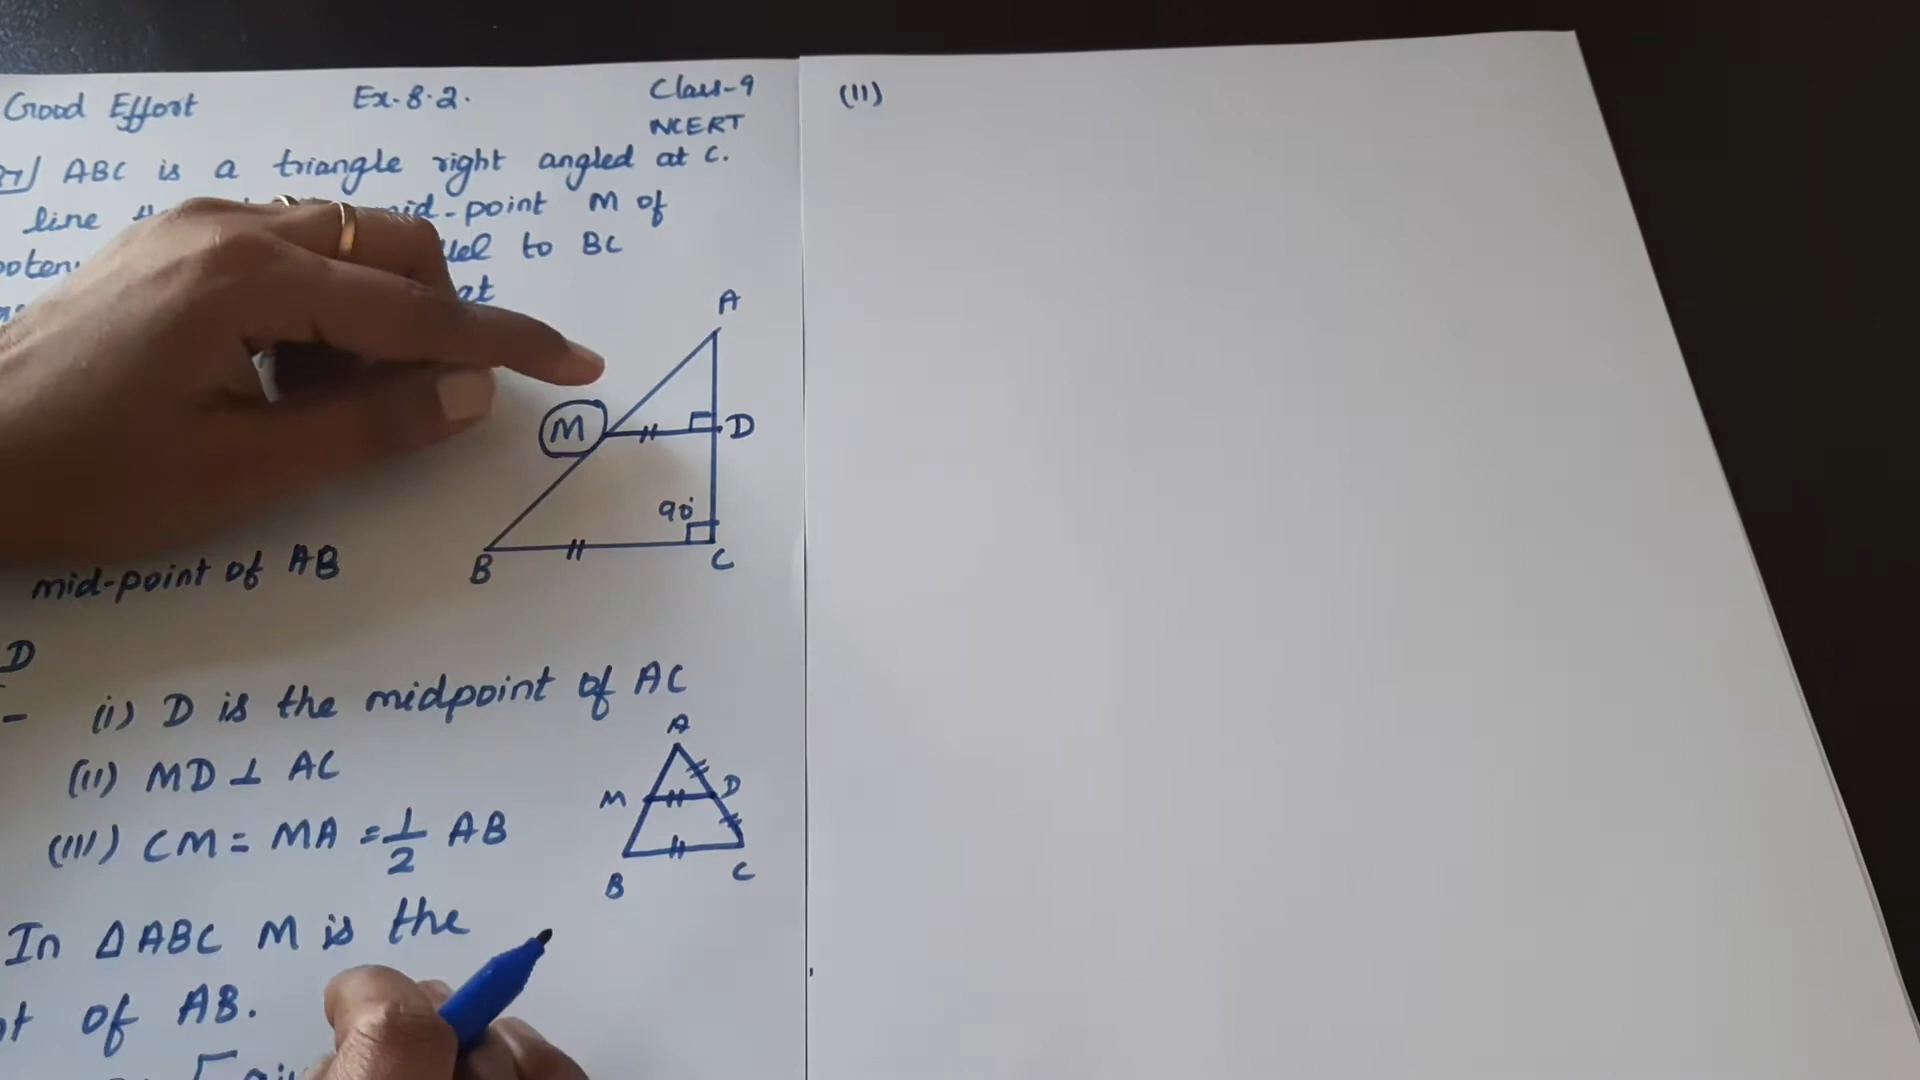 Good Effort Ex-8.2. Class-9
NCERT
ABC is a triangle right angled at C.
line mid-point M of
to BC
at
A
M D
90°
B C
mid-point of AB
D
(i) D is the midpoint of AC
(ii) MD ⊥ AC
(iii) CM = MA = 1/2 AB
A
M D
B C
In △ABC M is the
of AB.
(ii)